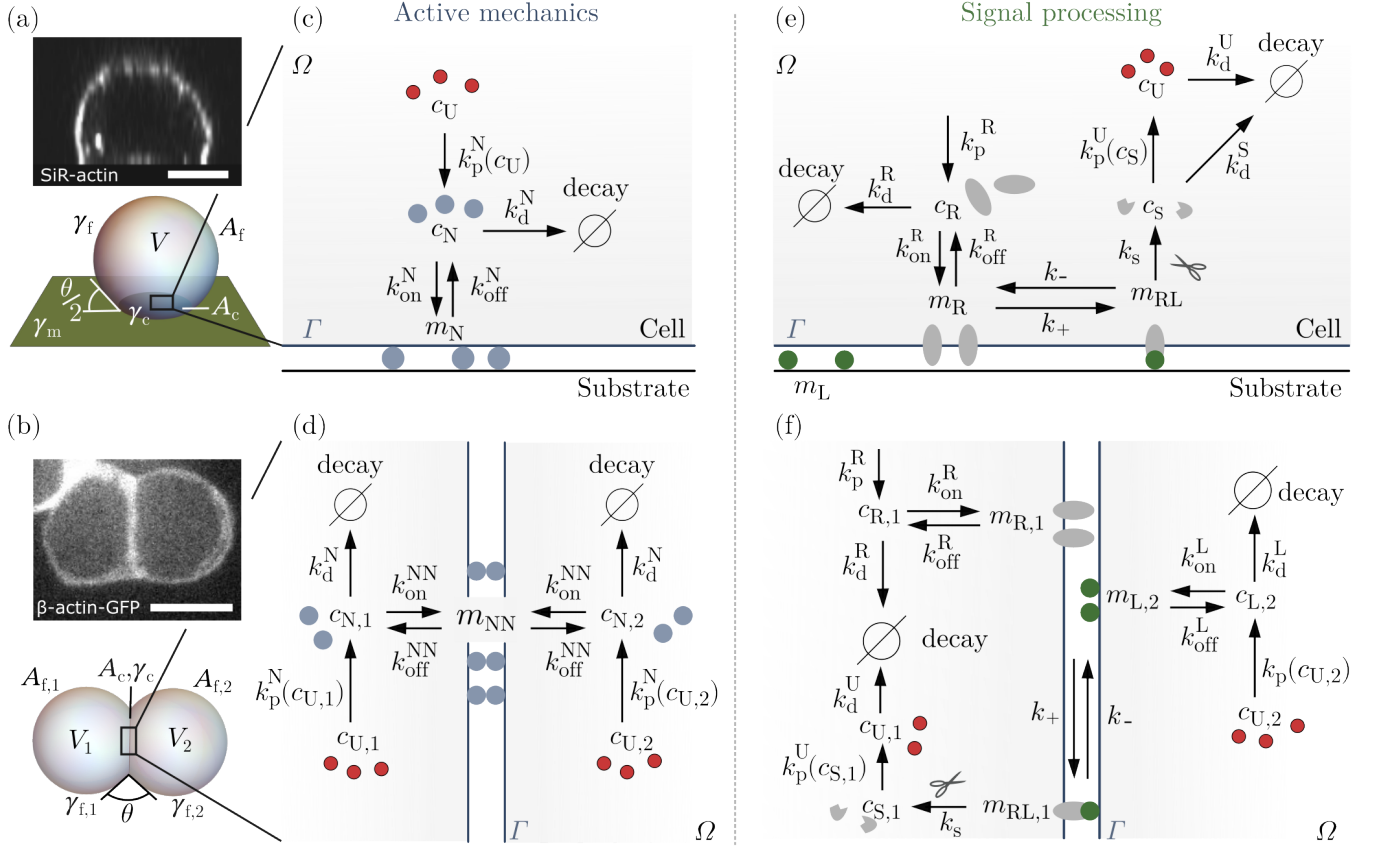 Active mechanics
Signal processing
(a)
SiR-actin
γ_f
V
A_f
θ/2
γ_m
γ_c
A_c
(c)
Ω
c_U
k_p^N(c_U)
c_N
k_d^N
decay
k_on^N
k_off^N
m_N
Γ
Cell
Substrate
(e)
Ω
c_U
k_d^U
decay
k_p^R
k_p^U(c_S)
k_d^S
decay
k_d^R
c_R
c_S
k_on^R
k_off^R
k_s
k_-
m_R
m_RL
k_+
Γ
Cell
m_L
Substrate
(b)
β-actin-GFP
A_f,1
A_c,γ_c
A_f,2
V_1
V_2
γ_f,1
θ
γ_f,2
(d)
decay
decay
k_d^N
k_d^N
k_on^NN
k_on^NN
c_N,1
m_NN
c_N,2
k_off^NN
k_off^NN
k_p^N(c_U,1)
k_p^N(c_U,2)
c_U,1
c_U,2
Γ
Ω
(f)
k_p^R
k_on^R
c_R,1
m_R,1
k_off^R
k_d^R
decay
k_d^U
c_U,1
k_p^U(c_S,1)
c_S,1
k_s
m_RL,1
k_+
k_-
decay
k_on^L
k_d^L
m_L,2
c_L,2
k_off^L
k_p(c_U,2)
c_U,2
Γ
Ω